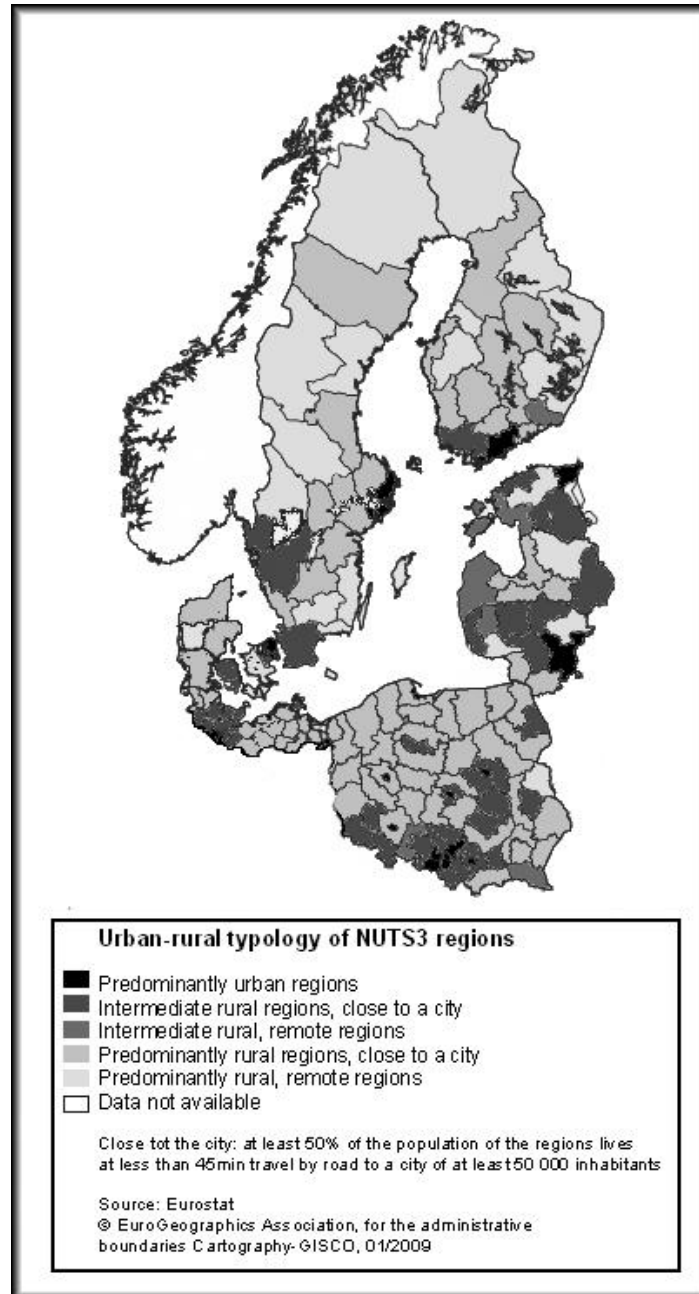 Urban-rural typology of NUTS3 regions
Predominantly urban regions
Intermediate rural regions, close to a city
Intermediate rural, remote regions
Predominantly rural regions, close to a city
Predominantly rural, remote regions
Data not available
Close tot the city: at least 50% of the population of the regions lives
at less than 45min travel by road to a city of at least 50 000 inhabitants
Source: Eurostat
© EuroGeographics Association, for the administrative
boundaries Cartography- GISCO, 01/2009